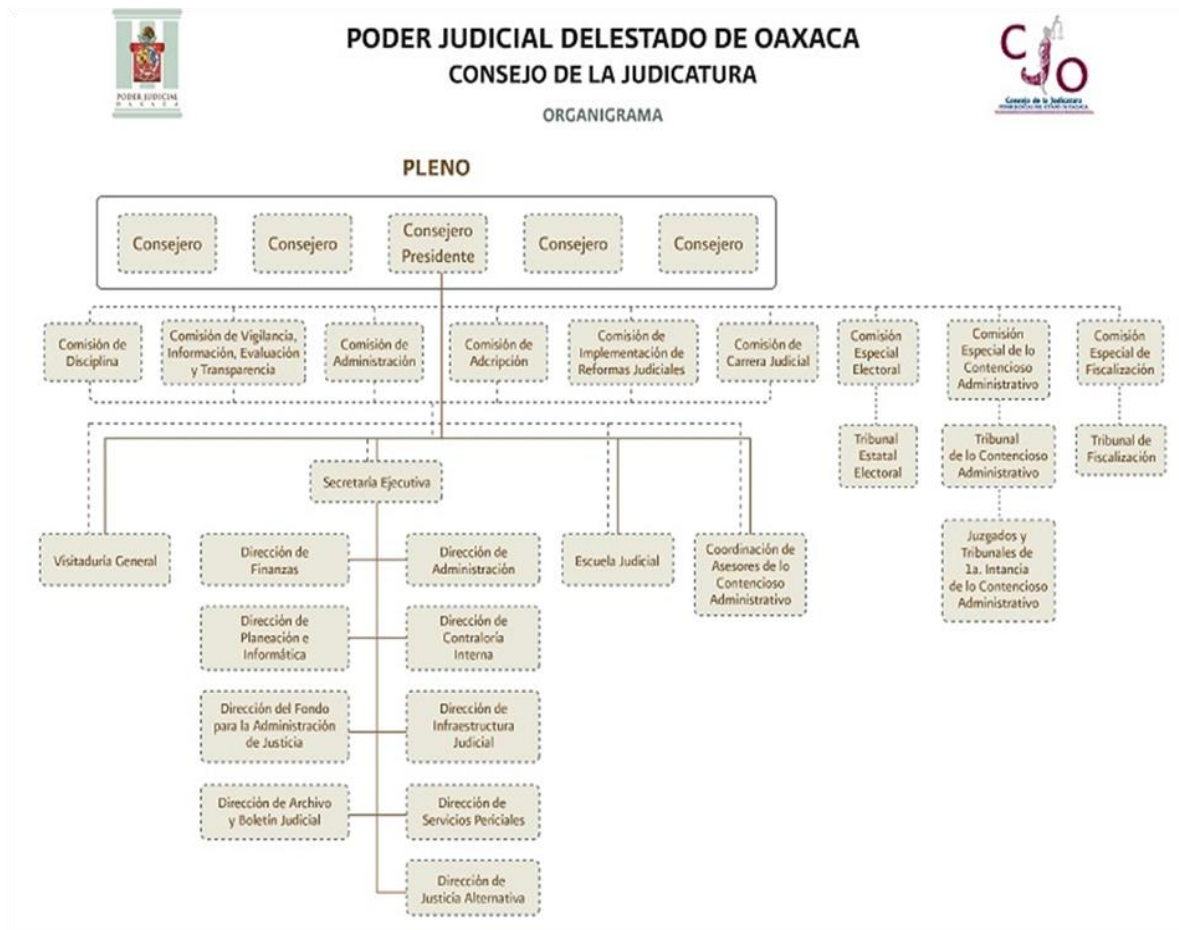 PODER JUDICIAL DELESTADO DE OAXACA
CONSEJO DE LA JUDICATURA
ORGANIGRAMA
PODER JUDICIAL
O A X A C A
CJO
Consejo de la Judicatura
PODER JUDICIAL DEL ESTADO DE OAXACA
PLENO
Consejero
Consejero
Consejero
Presidente
Consejero
Consejero
Comisión de
Disciplina
Comisión de Vigilancia,
Información, Evaluación
y Transparencia
Comisión de
Administración
Comisión de
Adcripción
Comisión de
Implementación de
Reformas Judiciales
Comisión de
Carrera Judicial
Comisión
Especial
Electoral
Comisión
Especial de lo
Contencioso
Administrativo
Comisión
Especial de
Fiscalización
Tribunal
Estatal
Electoral
Tribunal
de lo Contencioso
Administrativo
Tribunal de
Fiscalización
Secretaría Ejecutiva
Visitaduría General
Dirección de
Finanzas
Dirección de
Administración
Escuela Judicial
Coordinación de
Asesores de lo
Contencioso
Administrativo
Juzgados y
Tribunales de
1a. Intancia
de lo Contencioso
Administrativo
Dirección de
Planeación e
Informática
Dirección de
Contraloría
Interna
Dirección del Fondo
para la Administración
de Justicia
Dirección de
Infraestructura
Judicial
Dirección de Archivo
y Boletín Judicial
Dirección de
Servicios Periciales
Dirección de
Justicia Alternativa